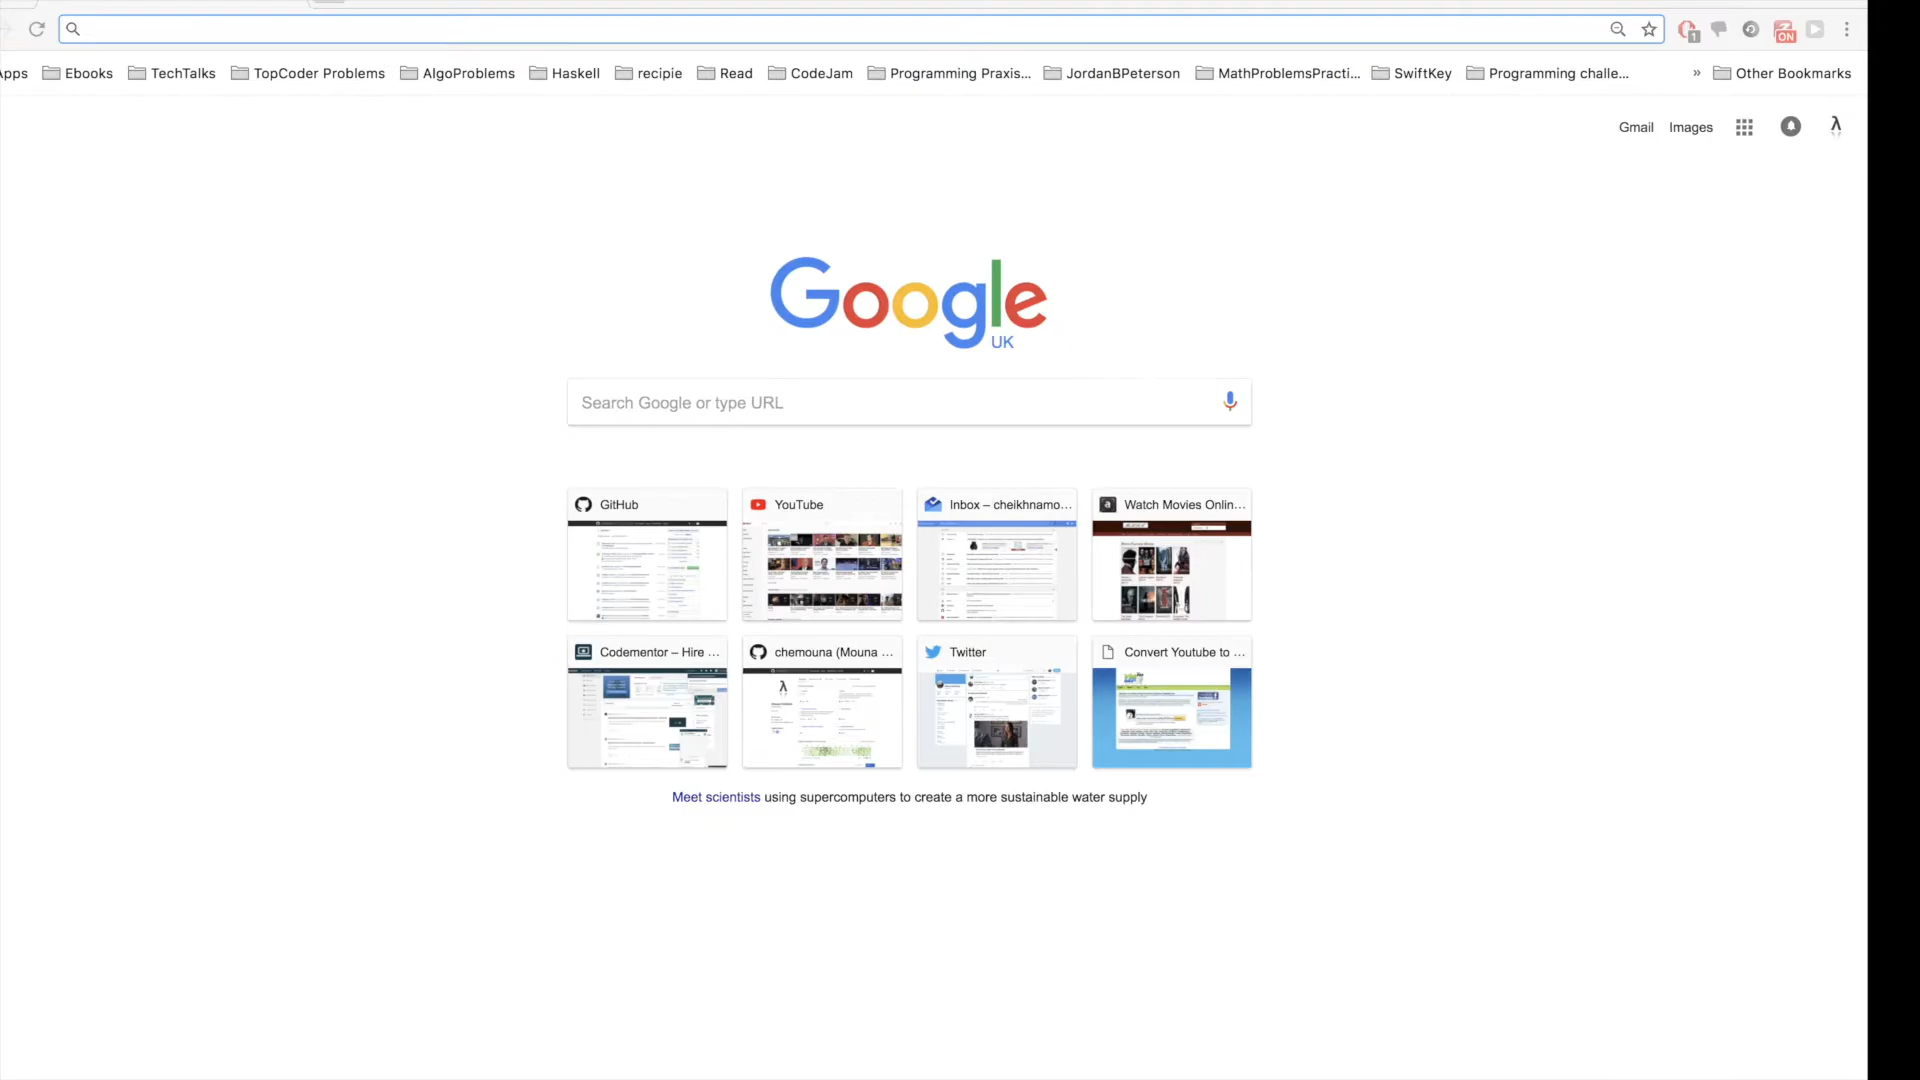 Ebooks TechTalks TopCoder Problems AlgoProblems Haskell recipie Read CodeJam Programming Praxis... JordanBPeterson MathProblemsPracti... SwiftKey Programming challe... » Other Bookmarks
Gmail Images
Google
UK
Search Google or type URL
GitHub YouTube Inbox – cheikhnamo... Watch Movies Onlin...
Codementor – Hire ... chemouna (Mouna ... Twitter Convert Youtube to ...
Meet scientists using supercomputers to create a more sustainable water supply
1
ON